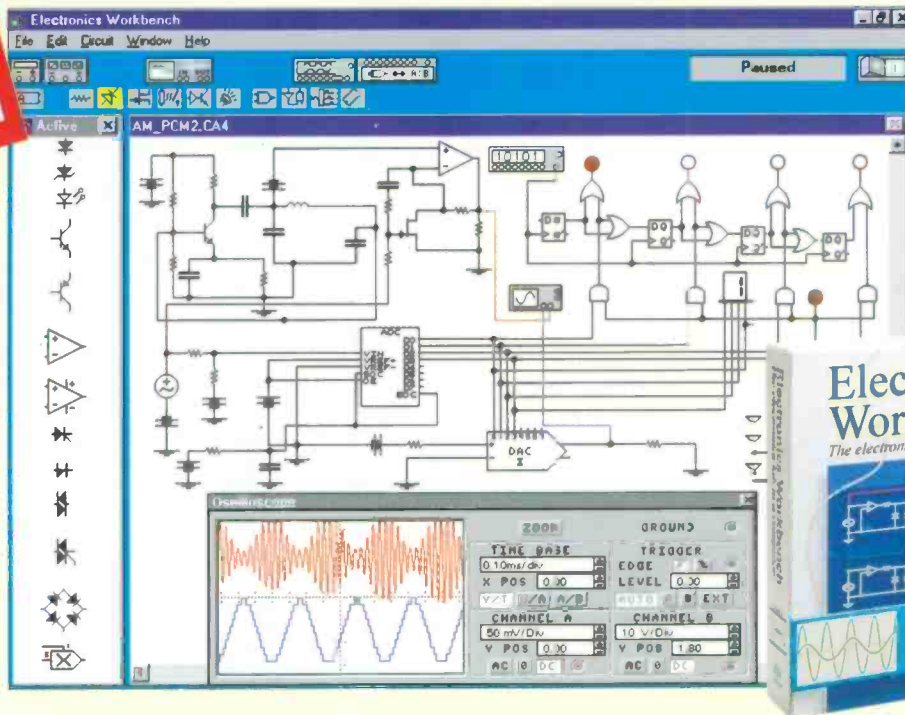 Electronics Workbench
File Edit Circuit Window Help
Paused
Active
AM_PCM2.CA4
10101
ADC
DAC
I
Oscilloscope
ZOOM GROUND
TIME BASE
0.10ms/div
X POS 0.00
Y/T B/A A/B
TRIGGER
EDGE
LEVEL 0.00
AUTO A B EXT
CHANNEL A
50 mV/Div
Y POS 0.00
AC 0 DC
CHANNEL B
10 V/Div
Y POS 1.80
AC 0 DC
Elec
Wor
The electron
Electronics Workbench